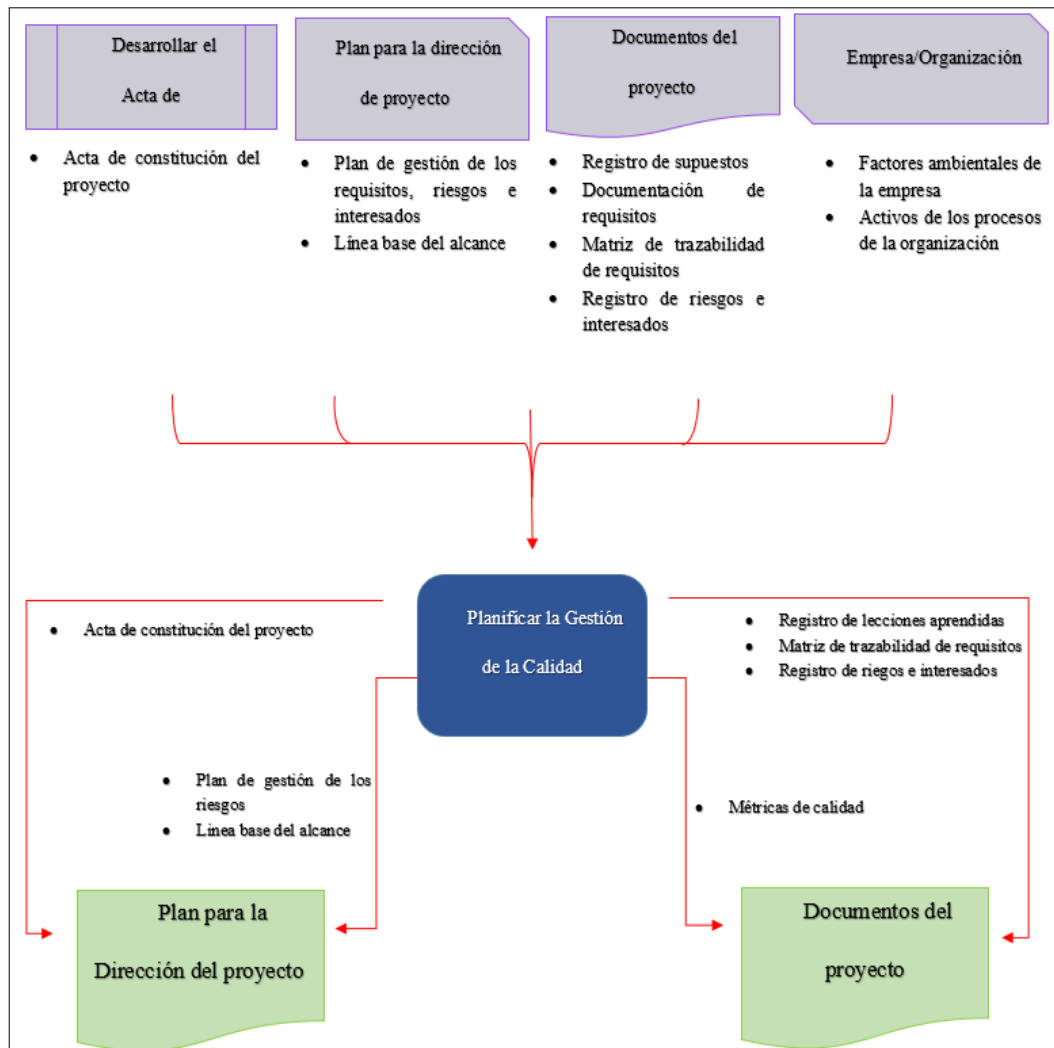 Desarrollar el
Acta de
Plan para la dirección
de proyecto
Documentos del
proyecto
Empresa/Organización
• Acta de constitución del
proyecto
• Plan de gestión de los
requisitos, riesgos e
interesados
• Línea base del alcance
• Registro de supuestos
• Documentación de
requisitos
• Matriz de trazabilidad
de requisitos
• Registro de riesgos e
interesados
• Factores ambientales de
la empresa
• Activos de los procesos
de la organización
Planificar la Gestión
de la Calidad
• Acta de constitución del proyecto
• Registro de lecciones aprendidas
• Matriz de trazabilidad de requisitos
• Registro de riegos e interesados
• Plan de gestión de los
riesgos
• Linea base del alcance
• Métricas de calidad
Plan para la
Dirección del proyecto
Documentos del
proyecto